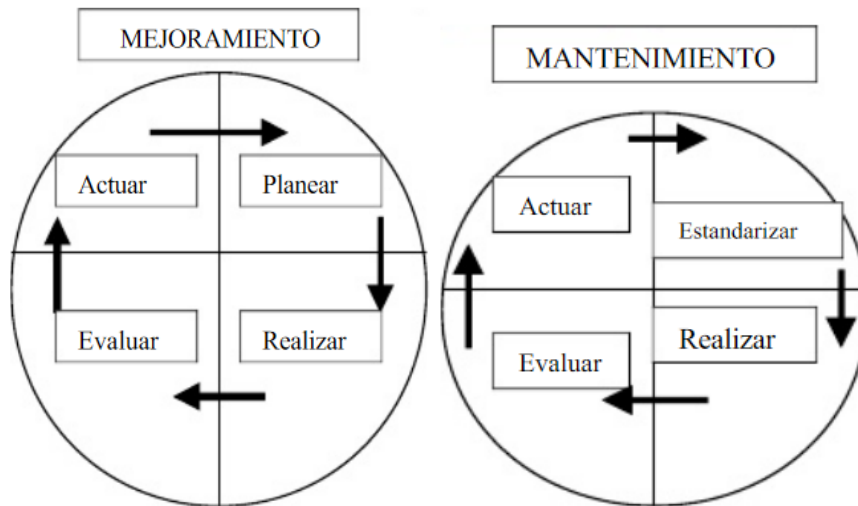 MEJORAMIENTO
Actuar
Planear
Evaluar
Realizar
MANTENIMIENTO
Actuar
Estandarizar
Evaluar
Realizar